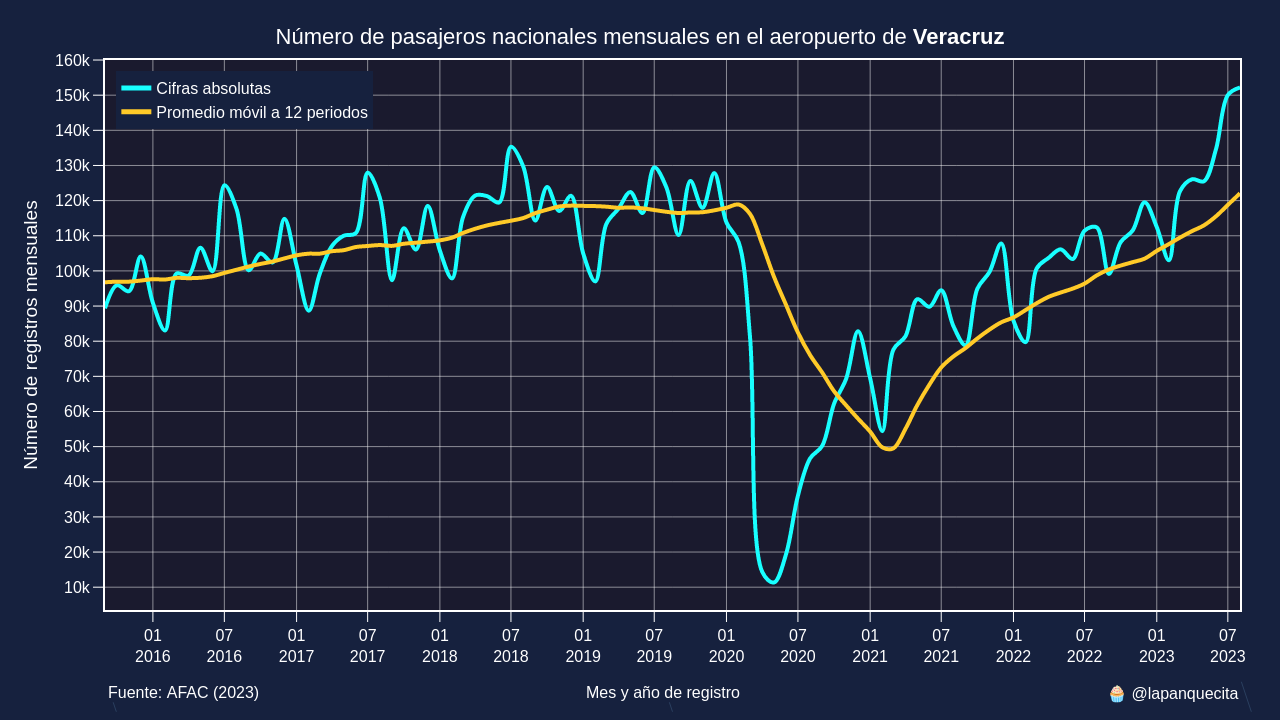 Número de pasajeros nacionales mensuales en el aeropuerto de Veracruz
Cifras absolutas
Promedio móvil a 12 periodos
Número de registros mensuales
160k
150k
140k
130k
120k
110k
100k
90k
80k
70k
60k
50k
40k
30k
20k
10k
01 07 01 07 01 07 01 07 01 07 01 07 01 07 01 07
2016 2016 2017 2017 2018 2018 2019 2019 2020 2020 2021 2021 2022 2022 2023 2023
Fuente: AFAC (2023) Mes y año de registro 🧁 @lapanquecita